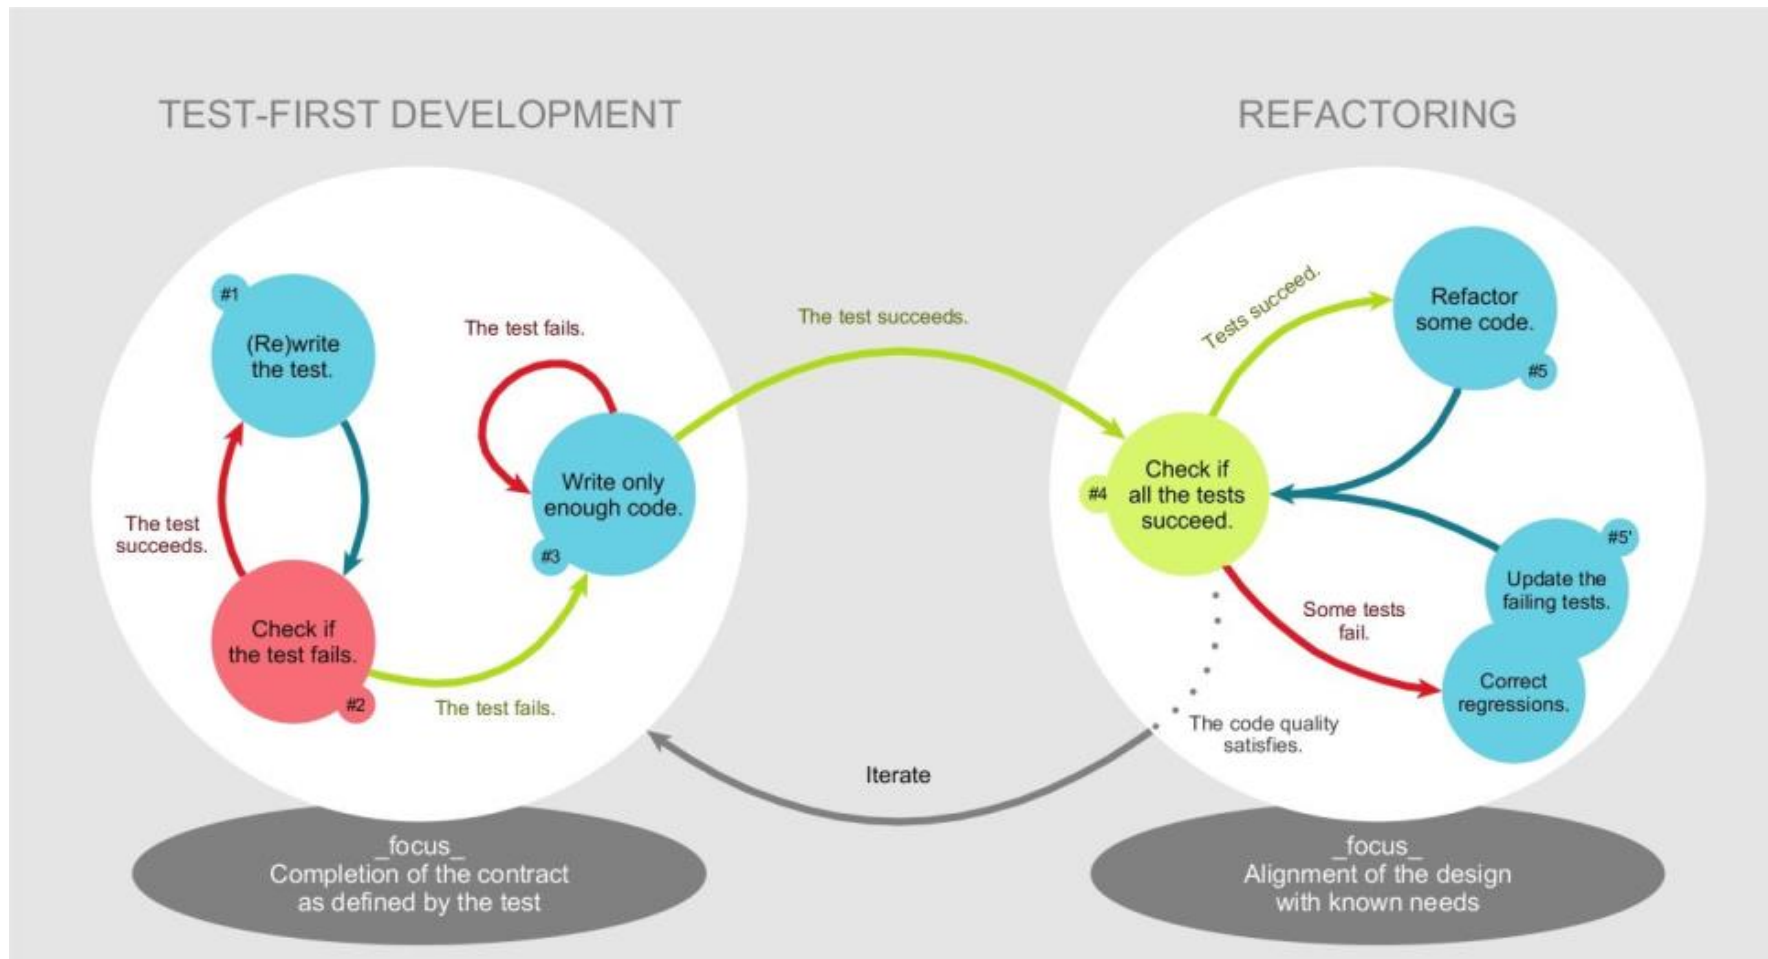 TEST-FIRST DEVELOPMENT
REFACTORING
#1
(Re)write
the test.
The test fails.
The test succeeds.
Tests succeed.
Refactor
some code.
#5
Write only
enough code.
#3
Check if
all the tests
succeed.
#4
The test
succeeds.
Check if
the test fails.
#2
The test fails.
#5'
Update the
failing tests.
Some tests
fail.
Correct
regressions.
The code quality
satisfies.
Iterate
_focus_
Completion of the contract
as defined by the test
_focus_
Alignment of the design
with known needs